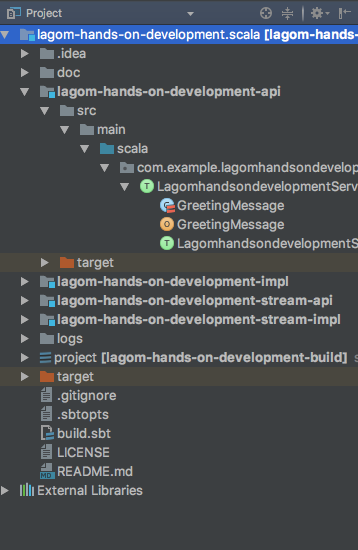 Project
lagom-hands-on-development.scala [lagom-hands-
.idea
doc
lagom-hands-on-development-api
src
main
scala
com.example.lagomhandsondevelop
LagomhandsondevelopmentServ
GreetingMessage
GreetingMessage
LagomhandsondevelopmentS
target
lagom-hands-on-development-impl
lagom-hands-on-development-stream-api
lagom-hands-on-development-stream-impl
logs
project [lagom-hands-on-development-build] s
target
.gitignore
.sbtopts
build.sbt
LICENSE
README.md
External Libraries